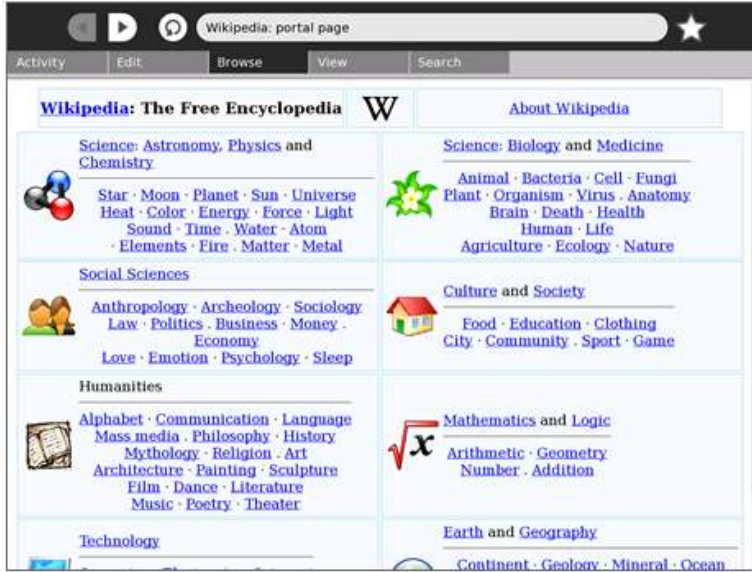 Wikipedia: portal page
Activity Edit Browse View Search
Wikipedia: The Free Encyclopedia
W
About Wikipedia
Science: Astronomy, Physics and
Chemistry
Star · Moon · Planet · Sun · Universe
Heat · Color · Energy · Force · Light
Sound · Time . Water · Atom
· Elements · Fire . Matter · Metal
Science: Biology and Medicine
Animal · Bacteria · Cell · Fungi
Plant · Organism · Virus . Anatomy
Brain · Death · Health
Human · Life
Agriculture · Ecology · Nature
Social Sciences
Anthropology · Archeology · Sociology
Law · Politics . Business · Money .
Economy
Love · Emotion · Psychology · Sleep
Culture and Society
Food · Education · Clothing
City · Community . Sport · Game
Humanities
Alphabet · Communication · Language
Mass media . Philosophy · History
Mythology · Religion . Art
Architecture · Painting · Sculpture
Film · Dance · Literature
Music · Poetry · Theater
√x
Mathematics and Logic
Arithmetic · Geometry
Number . Addition
Technology
Earth and Geography
Continent · Geology · Mineral · Ocean